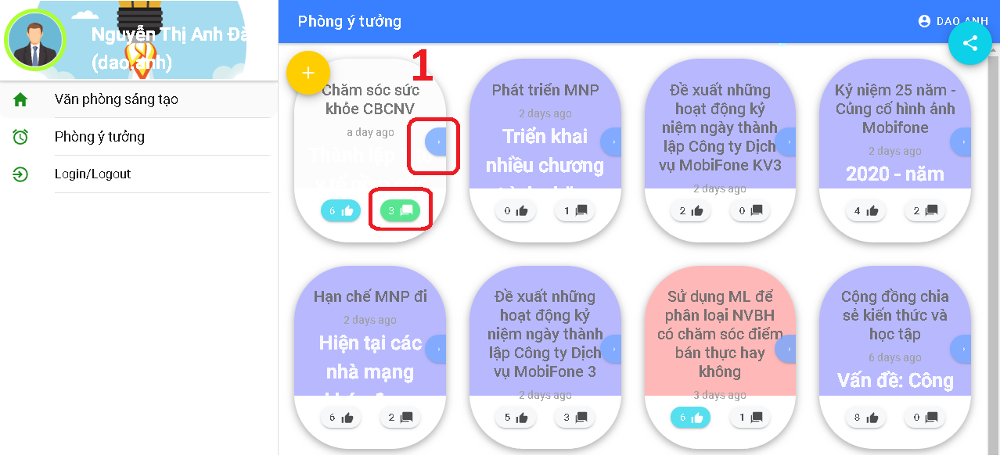 Nguyễn Thị Anh Đà
(dao.anh)
Văn phòng sáng tạo
Phòng ý tưởng
Login/Logout
Phòng ý tưởng
DAO ANH
1
Chăm sóc sức
khỏe CBCNV
a day ago
Thành lập
6
3
Phát triển MNP
2 days ago
Triển khai
nhiều chương
0
1
Đề xuất những
hoạt động kỷ
niệm ngày thành
lập Công ty Dịch
vụ MobiFone KV3
2 days ago
2
0
Kỷ niệm 25 năm -
Củng cố hình ảnh
Mobifone
2 days ago
2020 - năm
4
2
Hạn chế MNP đi
2 days ago
Hiện tại các
nhà mạng
6
2
Đề xuất những
hoạt động kỷ
niệm ngày thành
lập Công ty Dịch
vụ MobiFone 3
2 days ago
5
3
Sử dụng ML để
phân loại NVBH
có chăm sóc điểm
bán thực hay
không
3 days ago
6
1
Cộng đồng chia
sẻ kiến thức và
học tập
6 days ago
Vấn đề: Công
8
0